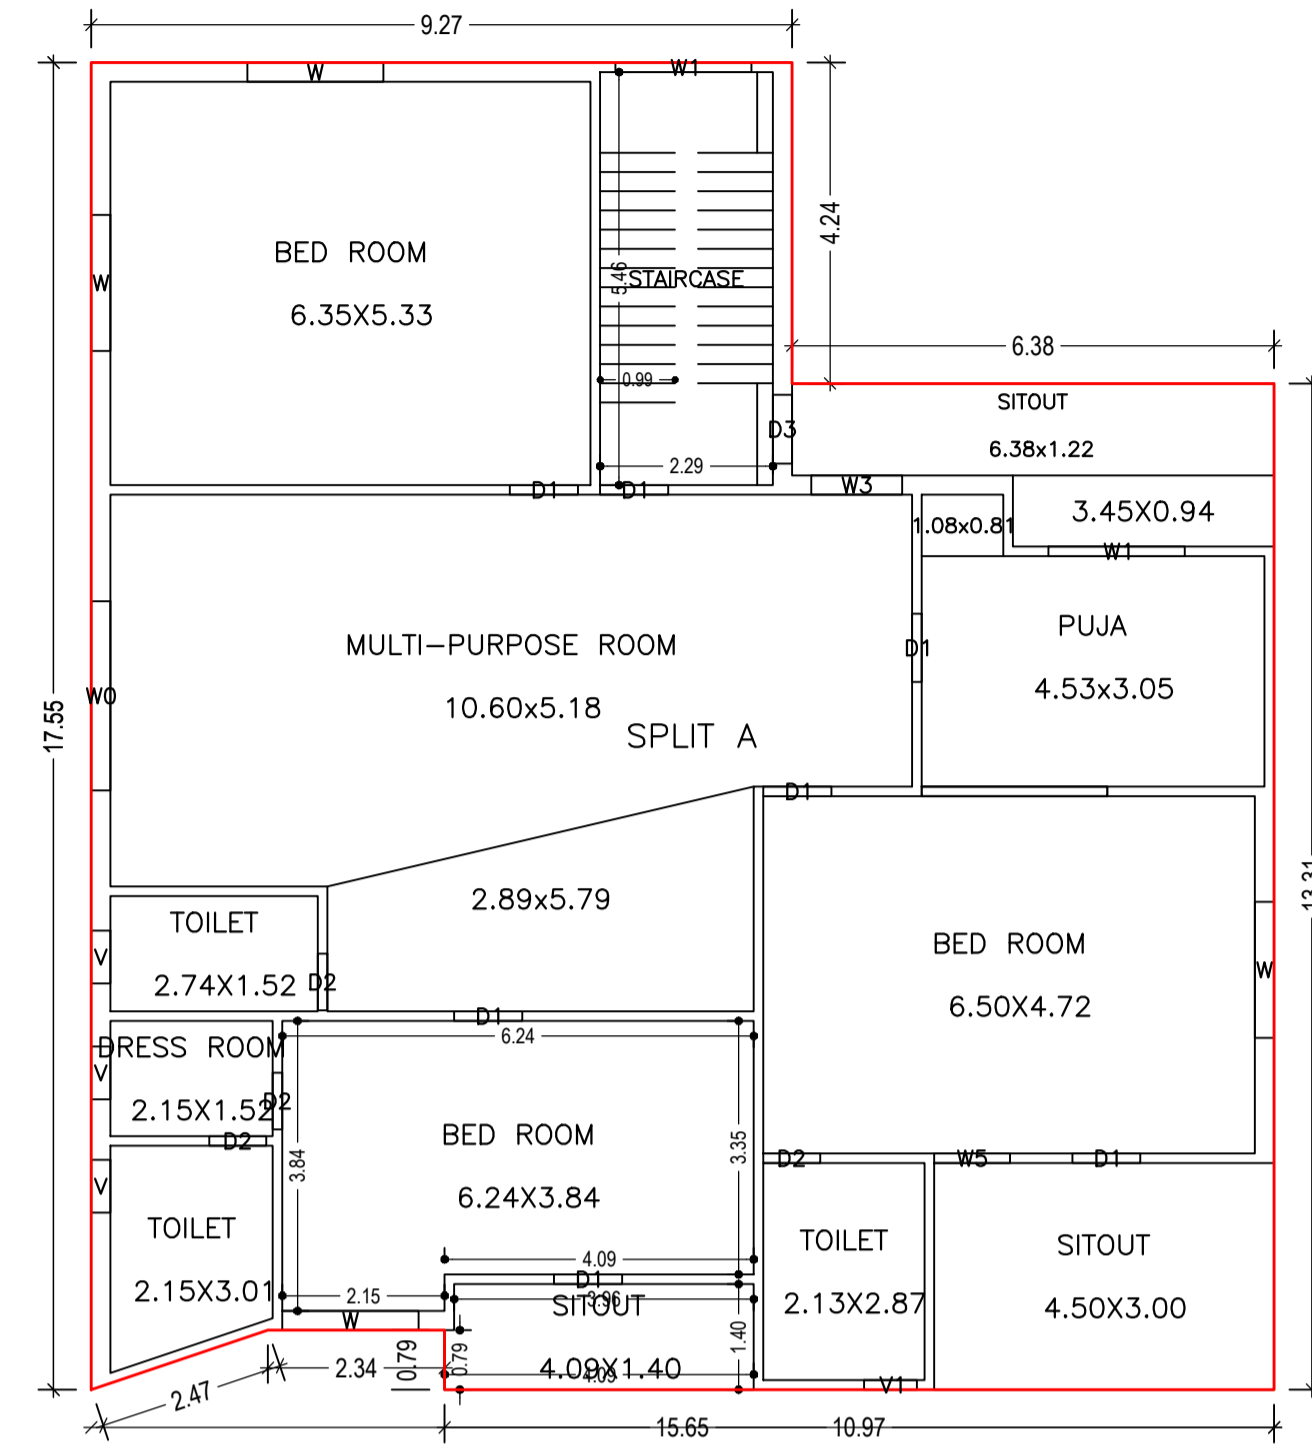 9.27
W
W1
4.24
BED ROOM
W
5.46
STAIRCASE
6.35X5.33
6.38
0.99
SITOUT
D3
6.38x1.22
2.29
D1
D1
W3
3.45X0.94
1.08x0.81
W1
PUJA
MULTI-PURPOSE ROOM
D1
4.53x3.05
W0
10.60x5.18
17.55
SPLIT A
D1
13.31
2.89x5.79
TOILET
BED ROOM
V
W
2.74X1.52
D2
6.50X4.72
D1
6.24
DRESS ROOM
V
2.15X1.52
D2
D2
BED ROOM
3.35
3.84
D2
W5
D1
V
6.24X3.84
TOILET
TOILET
SITOUT
4.09
D1
2.15X3.01
2.15
3.96
SITOUT
2.13X2.87
4.50X3.00
W
1.40
0.79
0.79
2.34
4.09X1.40
4.09
V1
2.47
15.65
10.97